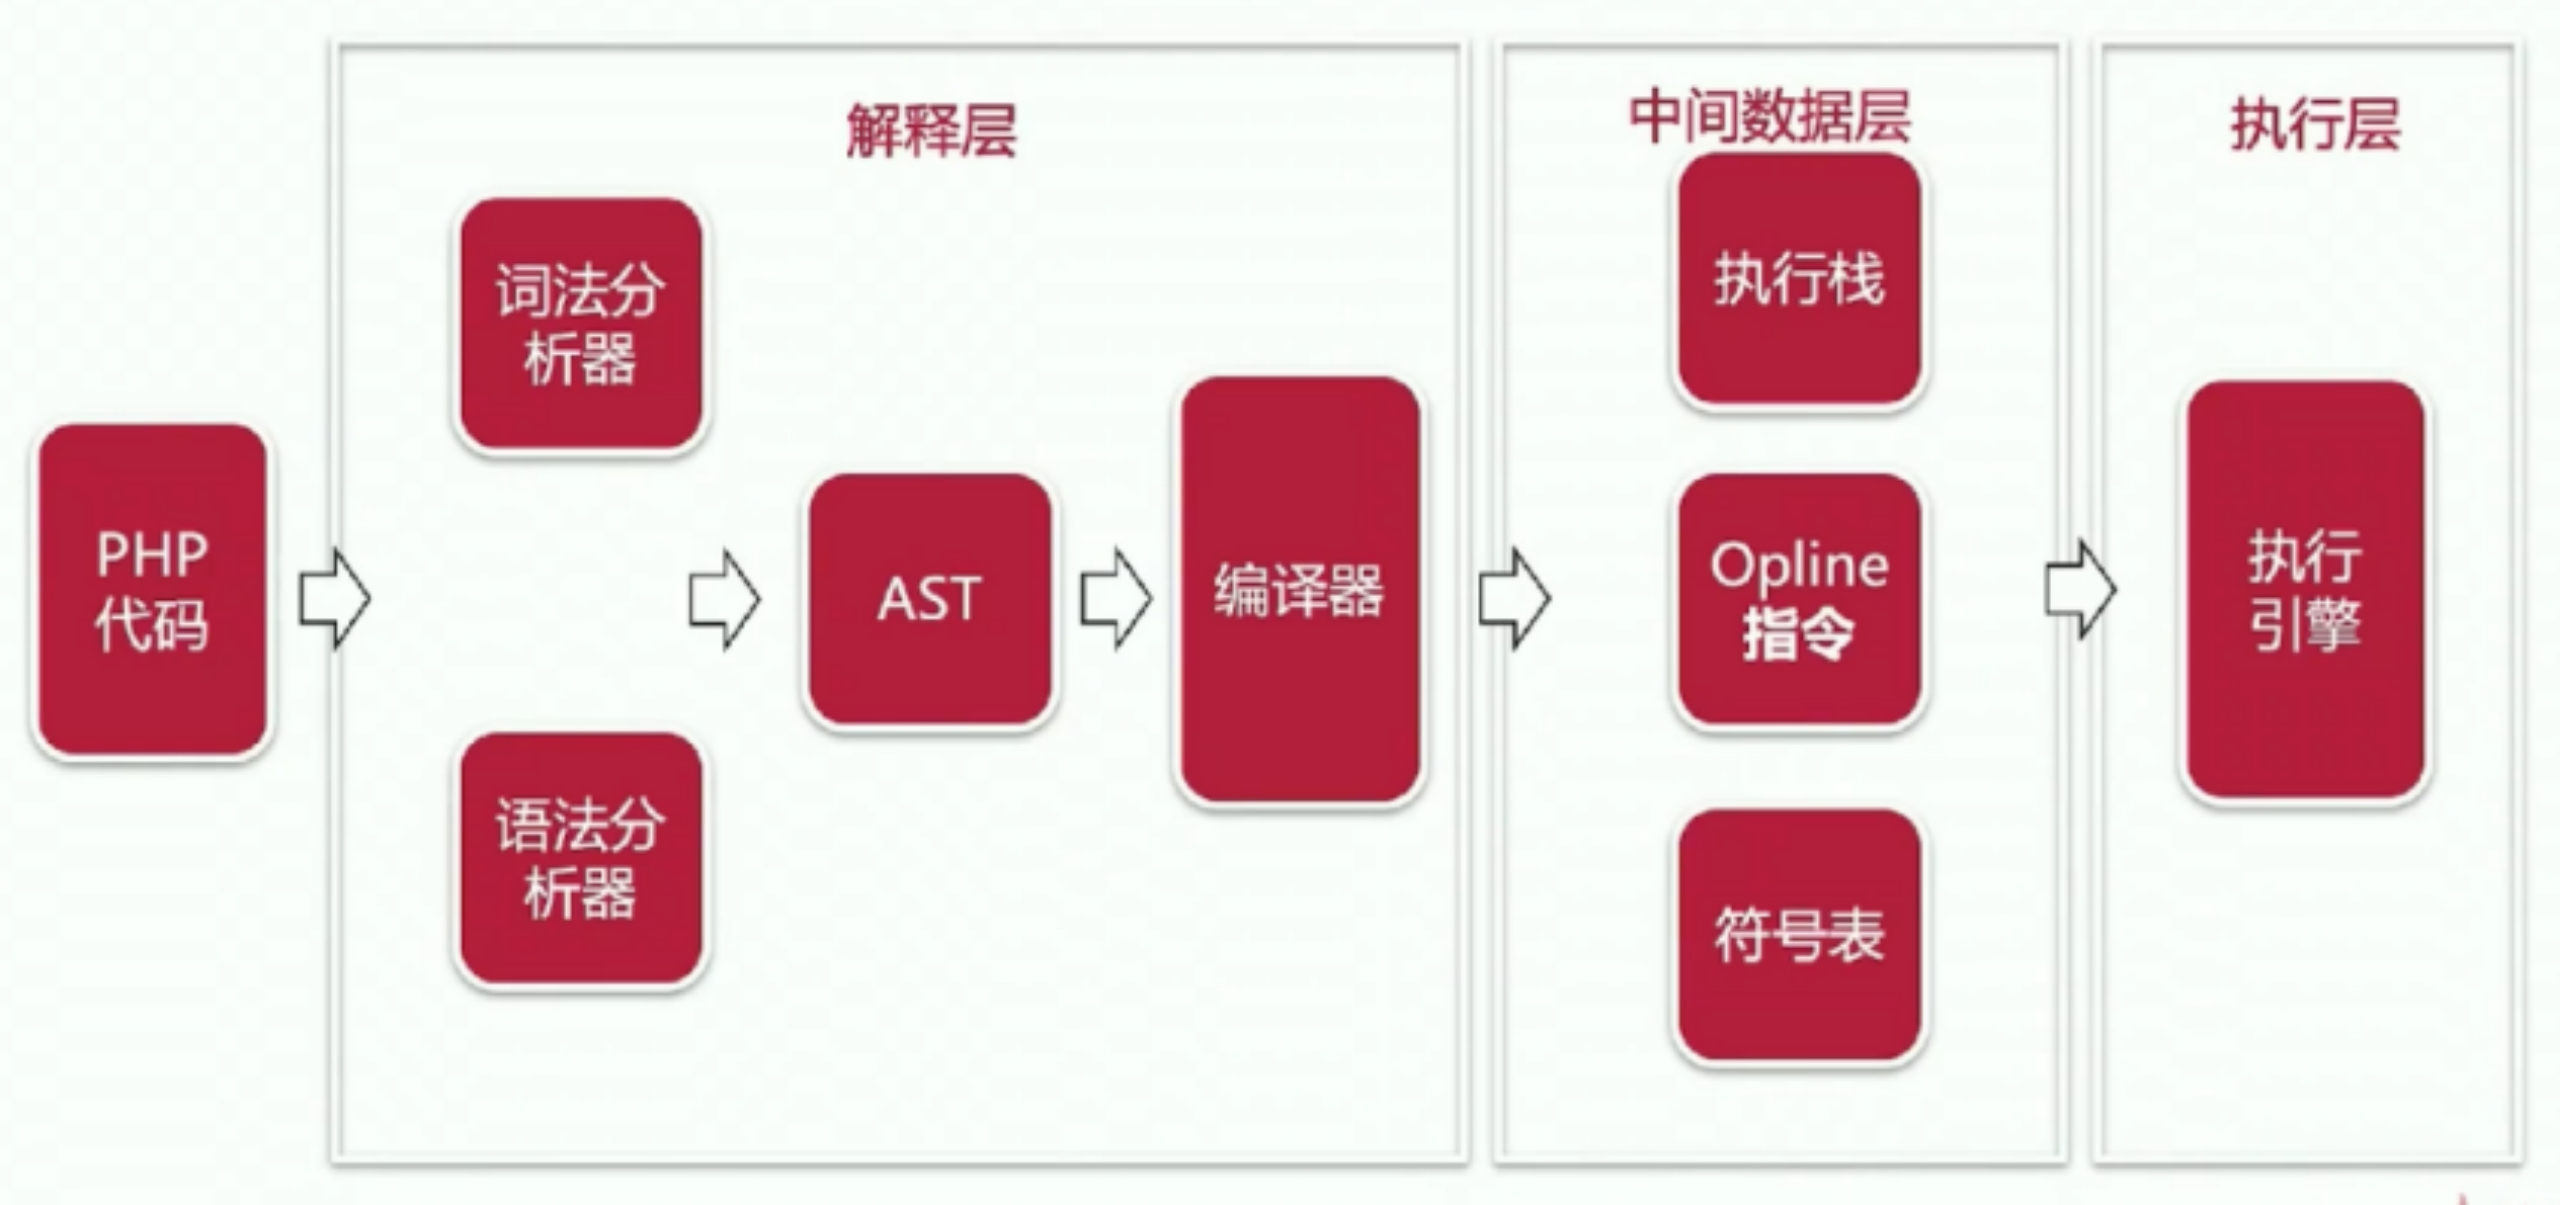 解释层
中间数据层
执行层
PHP
代码
词法分
析器
语法分
析器
AST
编译器
执行栈
Opline
指令
符号表
执行
引擎